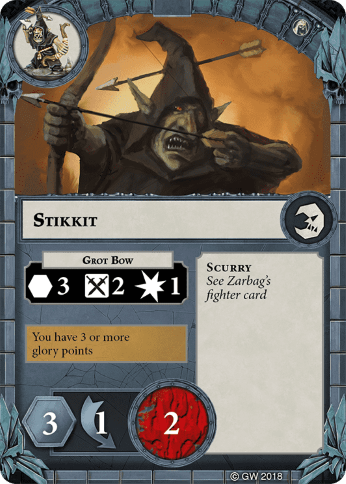 STIKKIT
GROT BOW
3 2 1
SCURRY
See Zarbag's
fighter card
You have 3 or more
glory points
3 1 2
© GW 2018